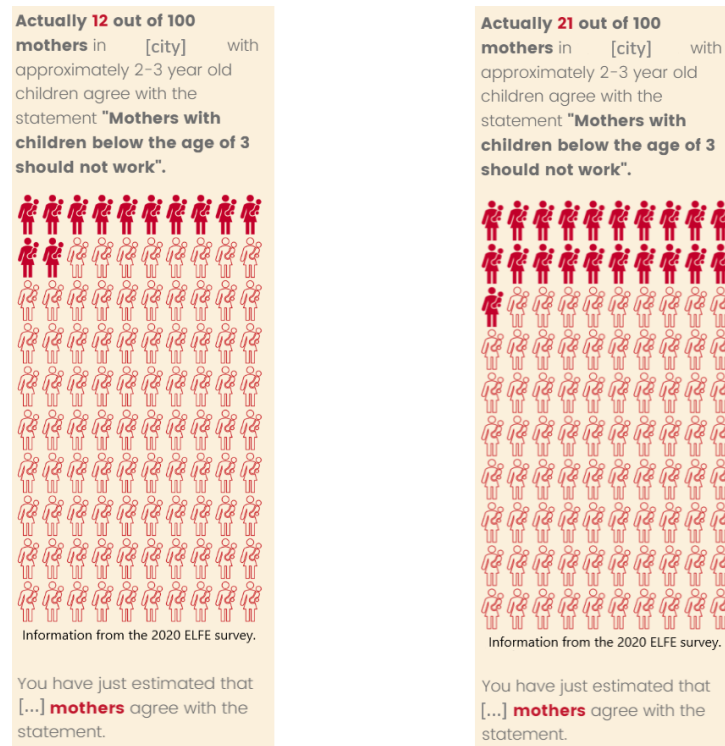 Actually 12 out of 100
mothers in [city] with
approximately 2-3 year old
children agree with the
statement "Mothers with
children below the age of 3
should not work".
Information from the 2020 ELFE survey.
You have just estimated that
[...] mothers agree with the
statement.
Actually 21 out of 100
mothers in [city] with
approximately 2-3 year old
children agree with the
statement "Mothers with
children below the age of 3
should not work".
Information from the 2020 ELFE survey.
You have just estimated that
[...] mothers agree with the
statement.